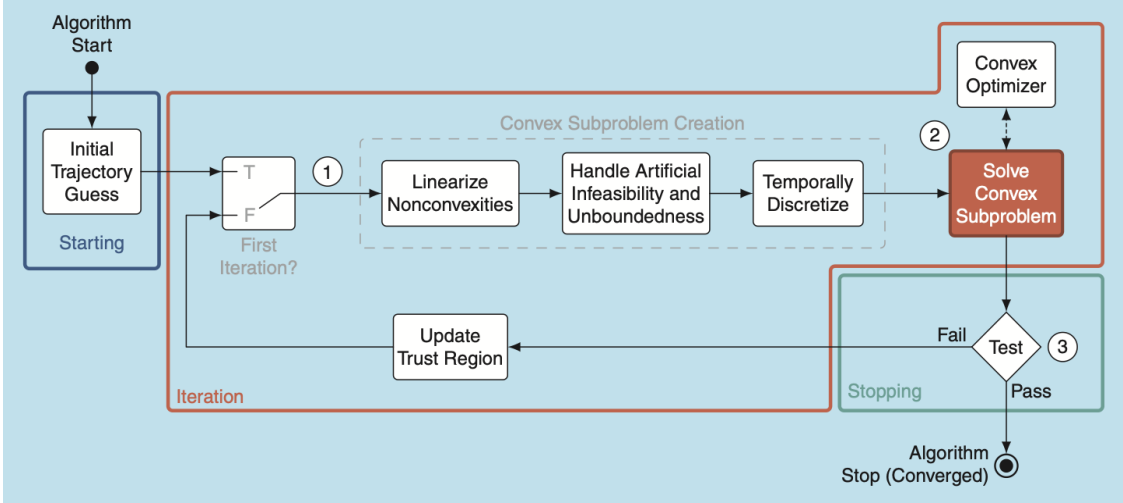 Algorithm
Start
Initial
Trajectory
Guess
Starting
T
F
First
Iteration?
1
Convex Subproblem Creation
Linearize
Nonconvexities
Handle Artificial
Infeasibility and
Unboundedness
Temporally
Discretize
2
Convex
Optimizer
Solve
Convex
Subproblem
Update
Trust Region
Iteration
Fail
Test
3
Pass
Stopping
Algorithm
Stop (Converged)